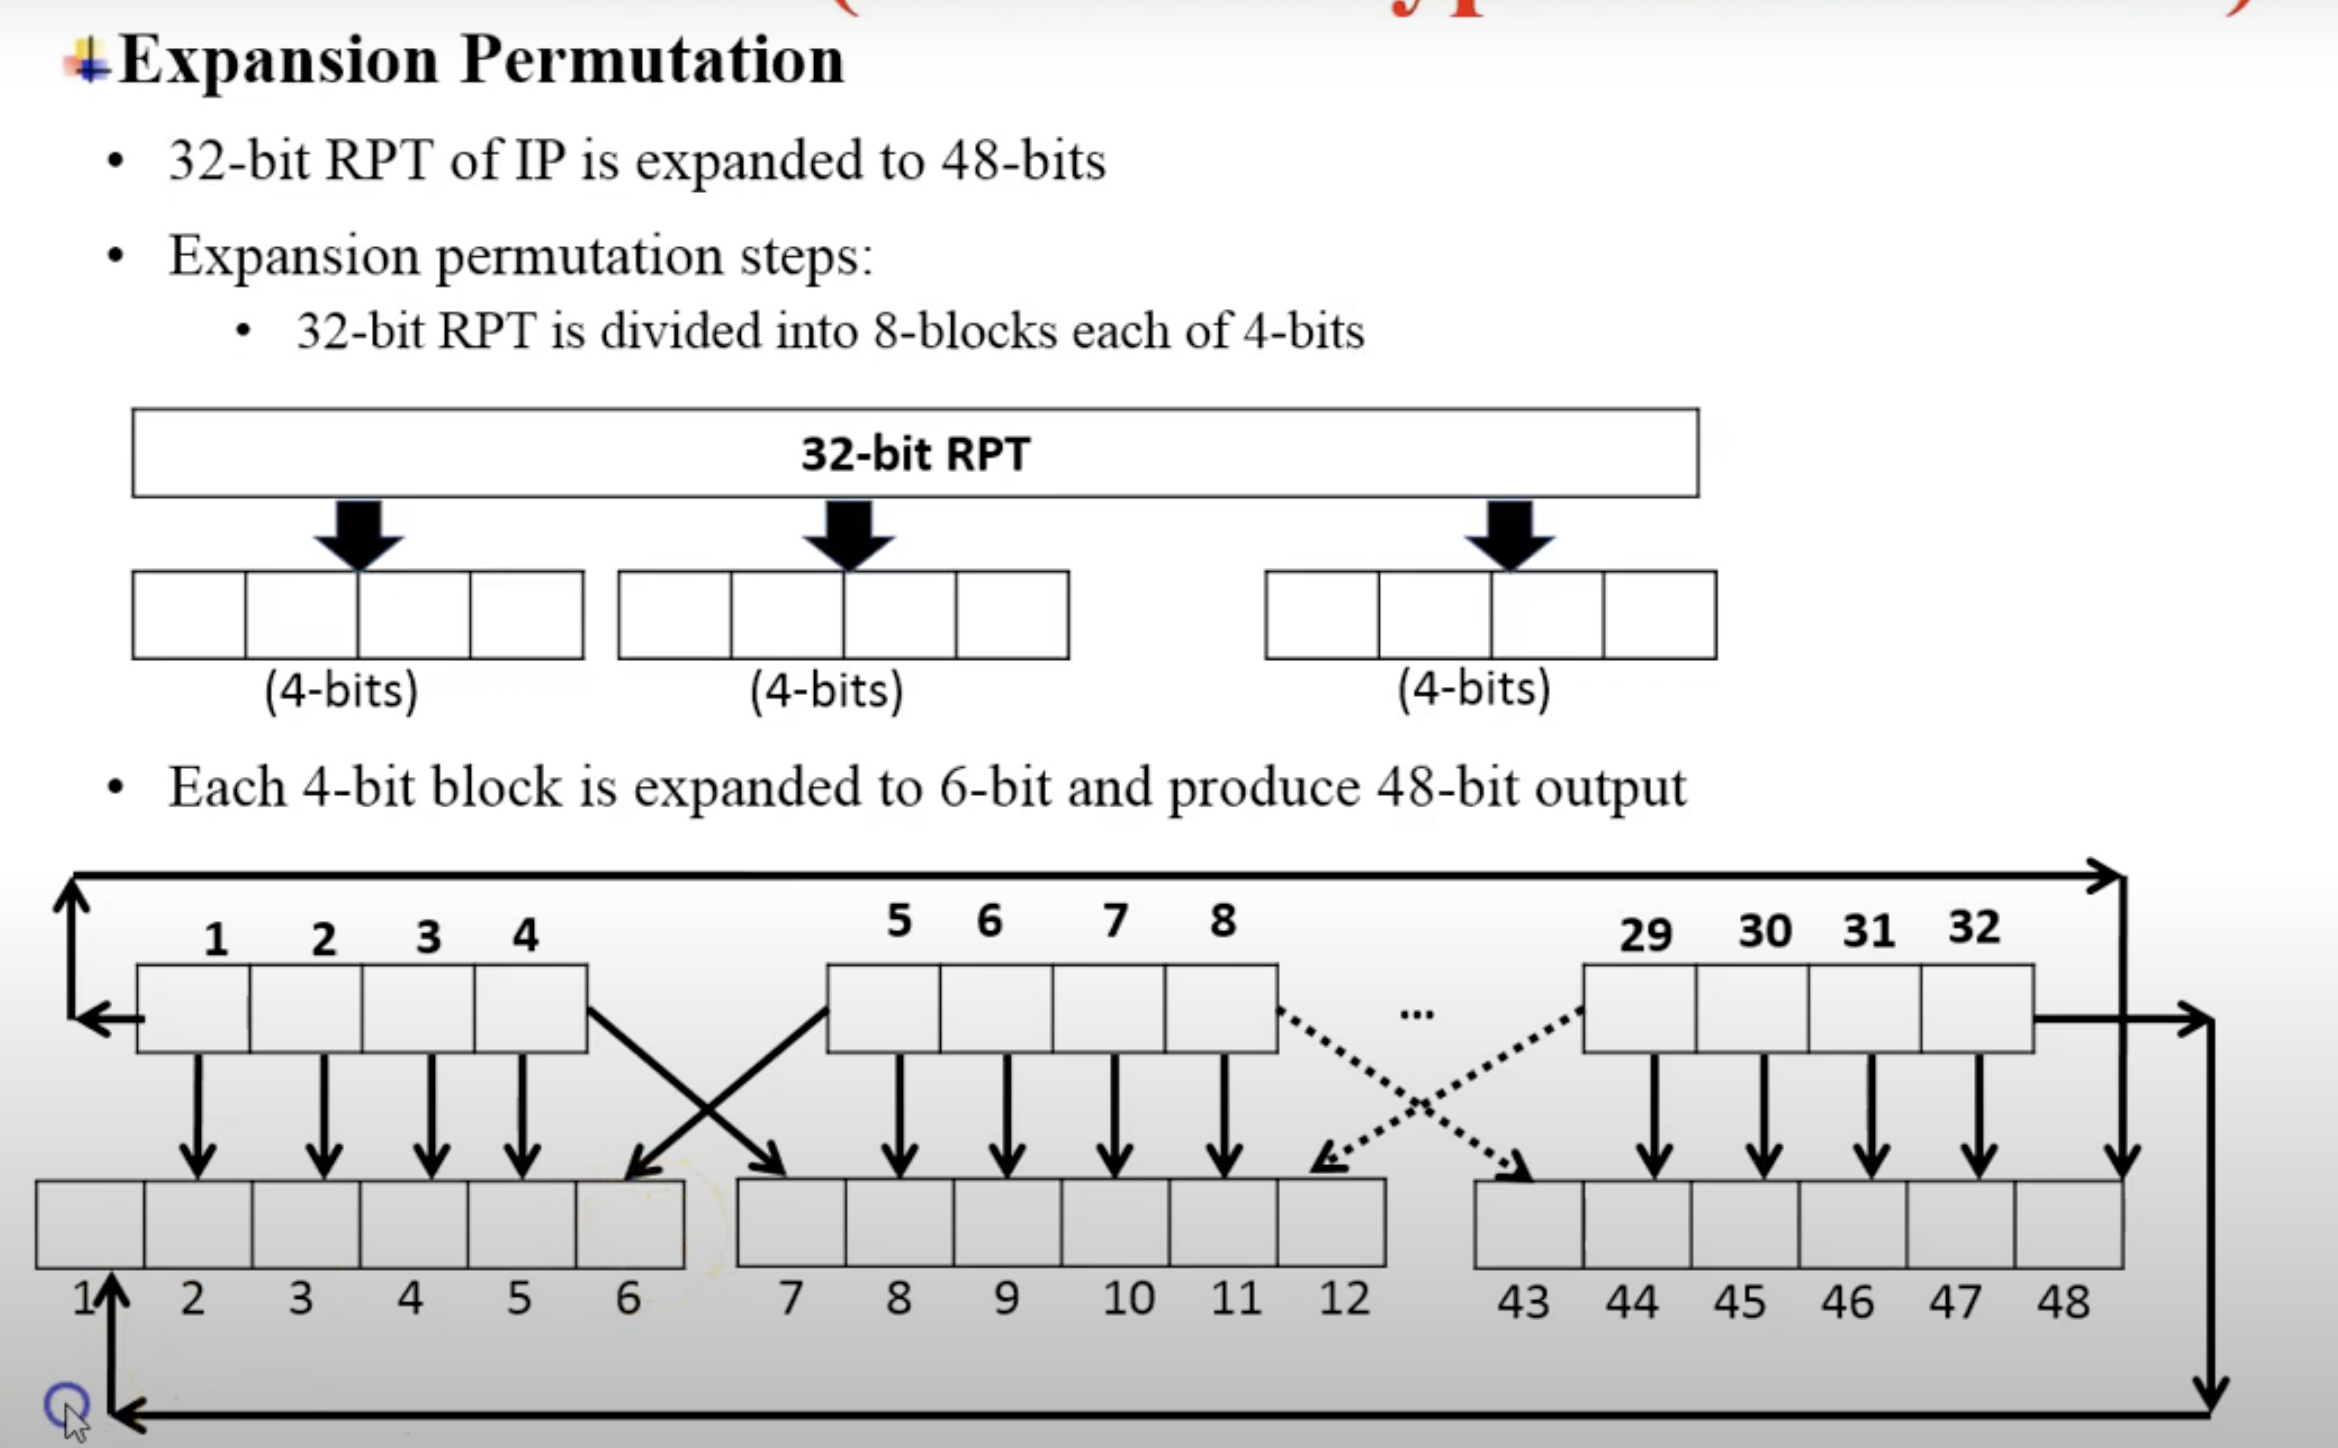 Expansion Permutation
• 32-bit RPT of IP is expanded to 48-bits
• Expansion permutation steps:
• 32-bit RPT is divided into 8-blocks each of 4-bits
32-bit RPT
(4-bits) (4-bits) (4-bits)
• Each 4-bit block is expanded to 6-bit and produce 48-bit output
1 2 3 4 5 6 7 8 29 30 31 32
...
1 2 3 4 5 6 7 8 9 10 11 12 43 44 45 46 47 48